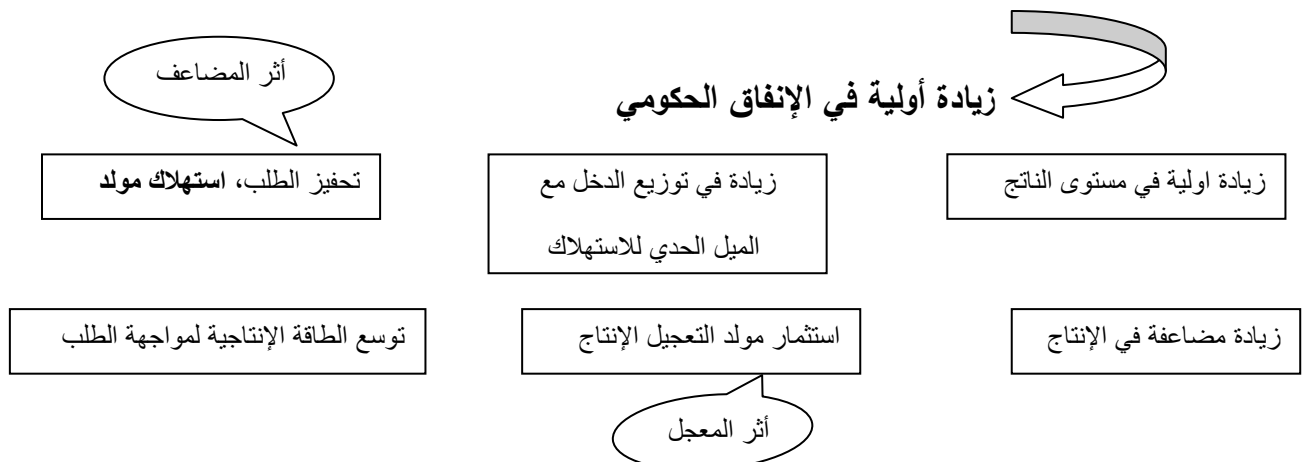 أثر المضاعف
زيادة أولية في الإنفاق الحكومي
زيادة اولية في مستوى الناتج
زيادة في توزيع الدخل مع
الميل الحدي للاستهلاك
تحفيز الطلب، استهلاك مولد
زيادة مضاعفة في الإنتاج
استثمار مولد التعجيل الإنتاج
توسع الطاقة الإنتاجية لمواجهة الطلب
أثر المعجل